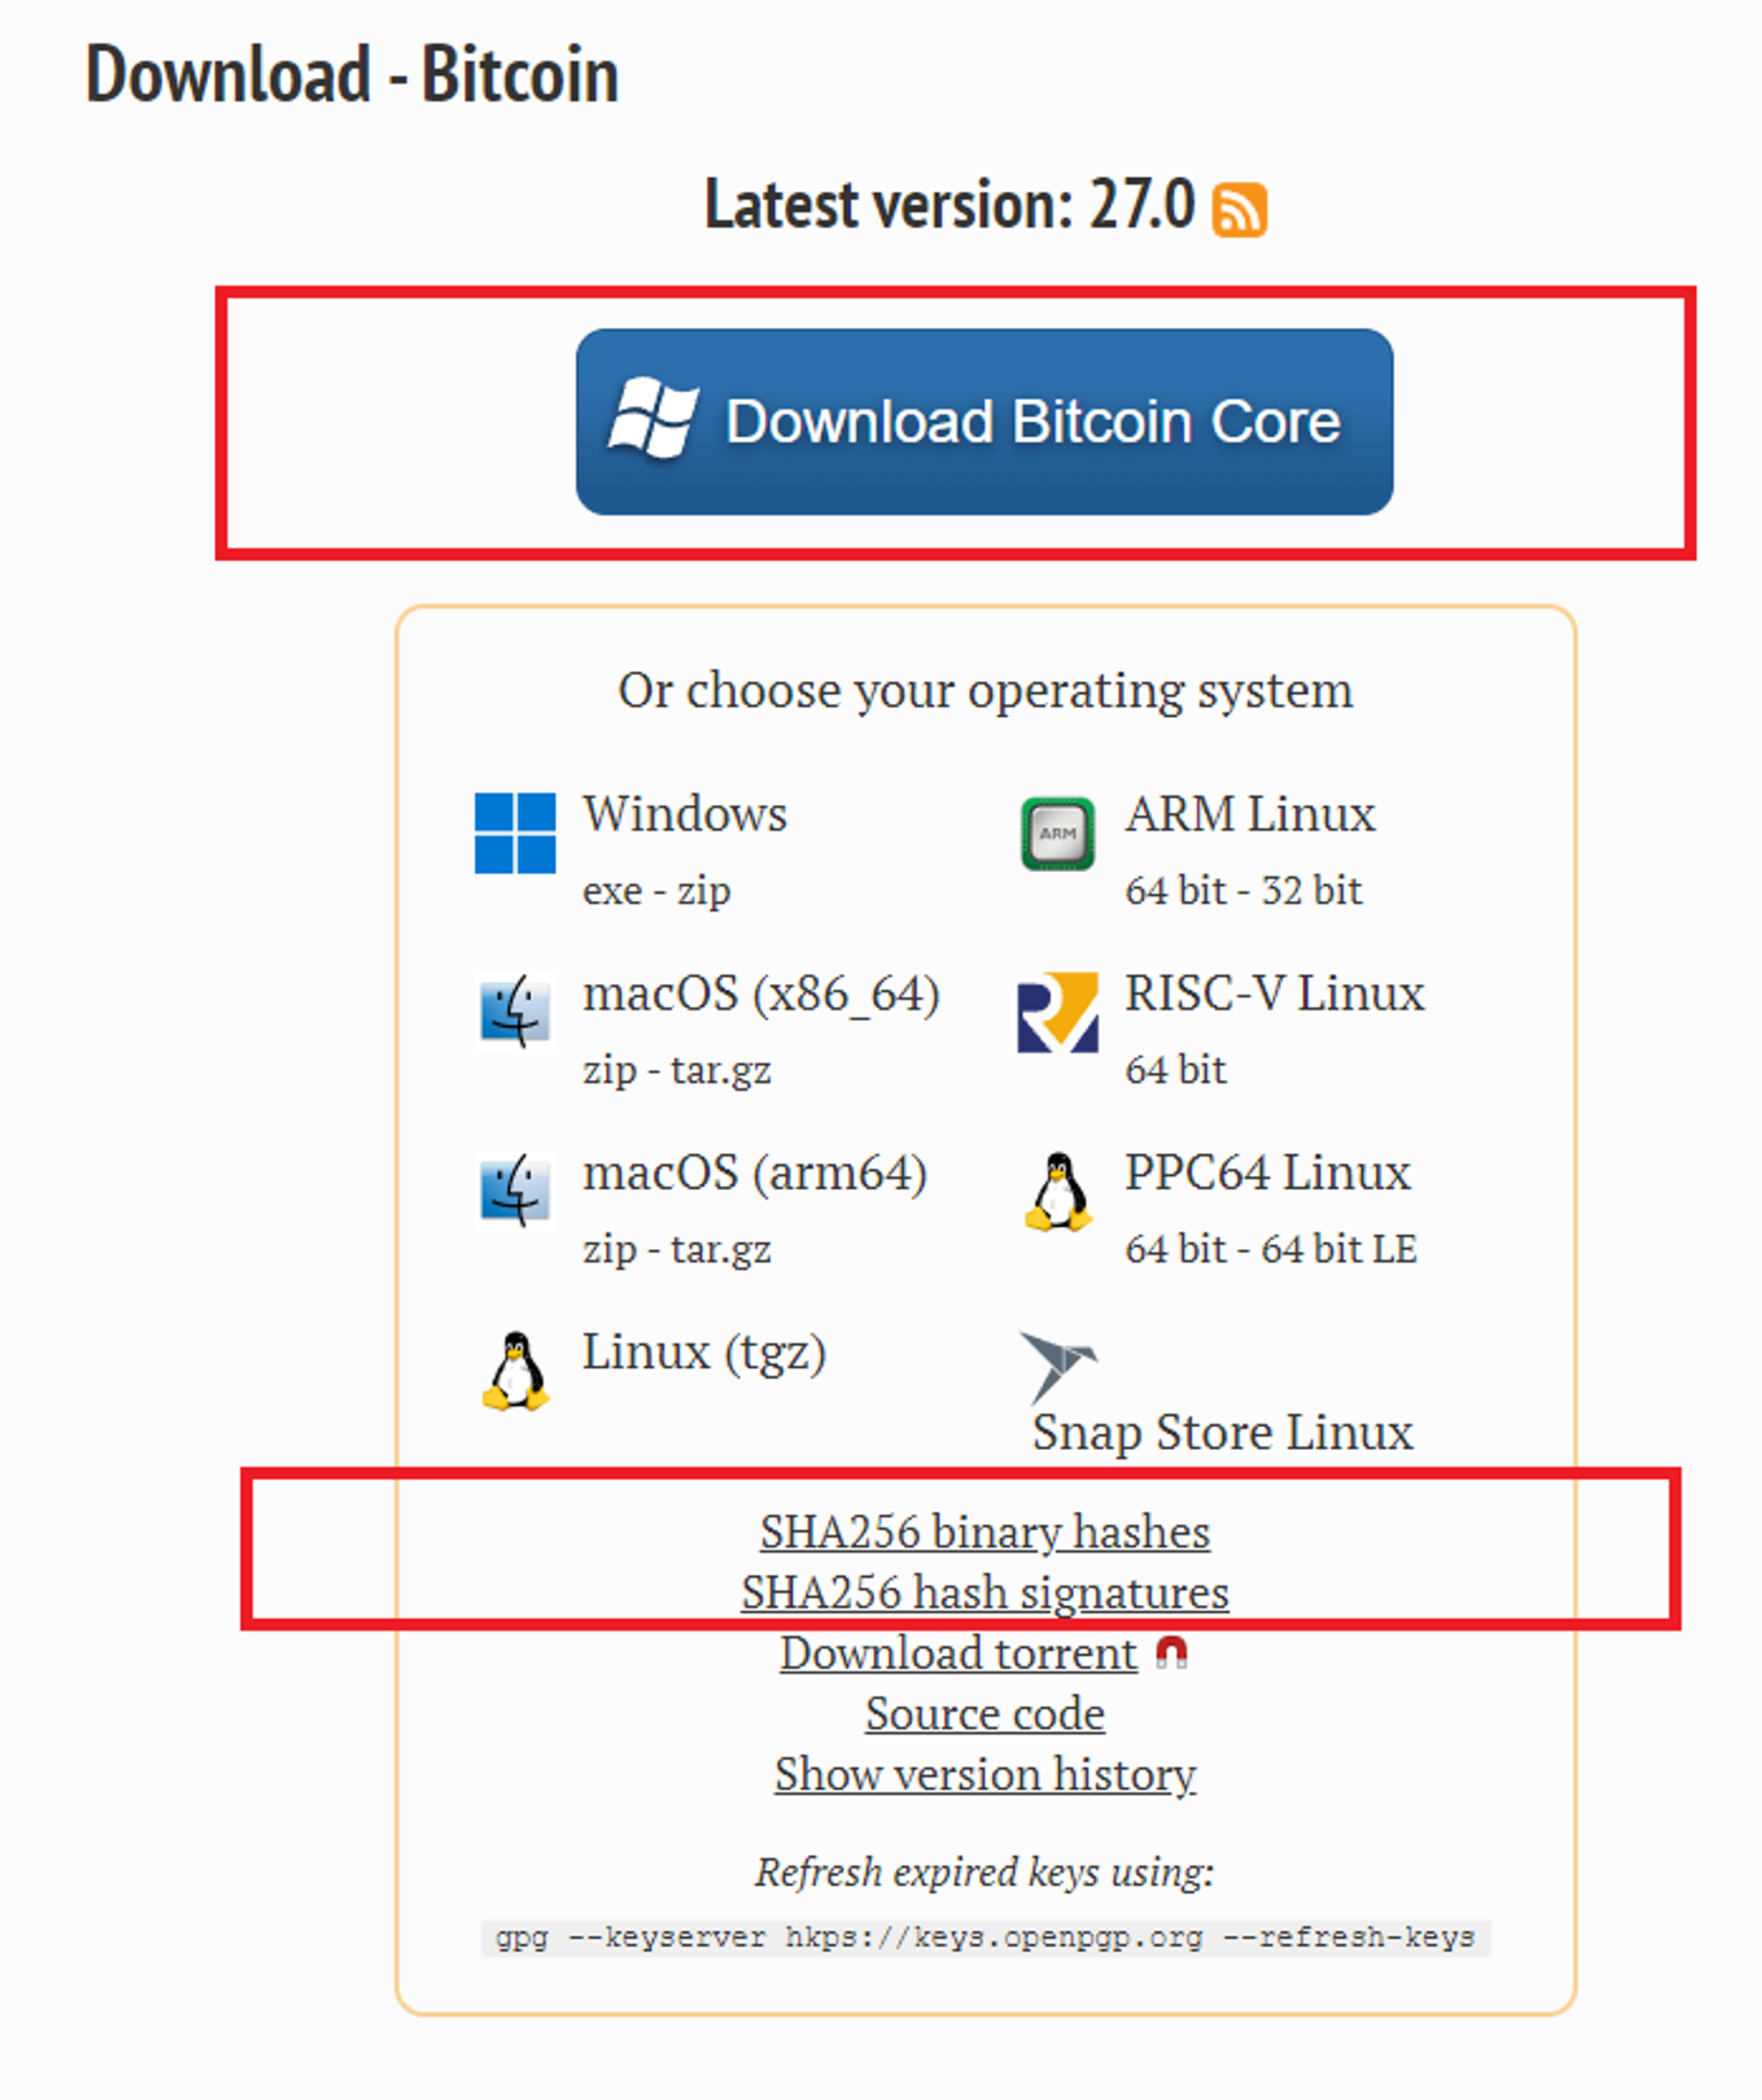 Download - Bitcoin
Latest version: 27.0
Download Bitcoin Core
Or choose your operating system
Windows
exe - zip
ARM Linux
64 bit - 32 bit
macOS (x86_64)
zip - tar.gz
RISC-V Linux
64 bit
macOS (arm64)
zip - tar.gz
PPC64 Linux
64 bit - 64 bit LE
Linux (tgz)
Snap Store Linux
SHA256 binary hashes
SHA256 hash signatures
Download torrent
Source code
Show version history
Refresh expired keys using:
gpg --keyserver hkps://keys.openpgp.org --refresh-keys
ARM